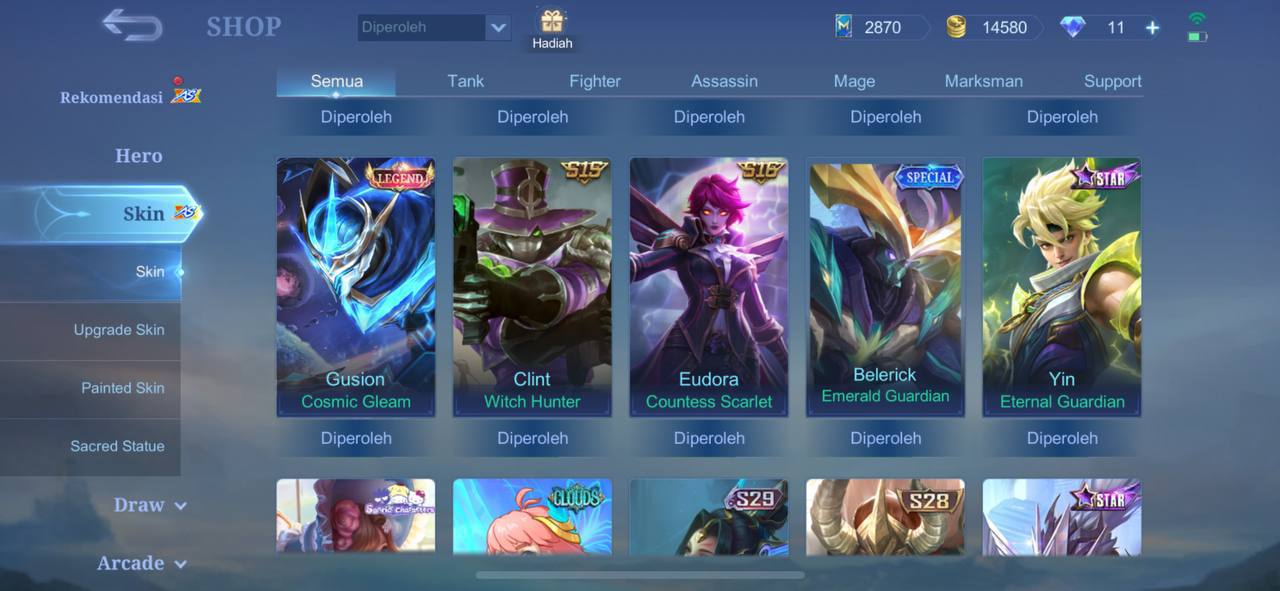 SHOP
Diperoleh
Hadiah
2870
14580
11
Rekomendasi
Hero
Skin
Skin
Upgrade Skin
Painted Skin
Sacred Statue
Draw
Arcade
Semua
Tank
Fighter
Assassin
Mage
Marksman
Support
Diperoleh
Diperoleh
Diperoleh
Diperoleh
Diperoleh
LEGEND
S15
S16
SPECIAL
STAR
Gusion
Cosmic Gleam
Clint
Witch Hunter
Eudora
Countess Scarlet
Belerick
Emerald Guardian
Yin
Eternal Guardian
Diperoleh
Diperoleh
Diperoleh
Diperoleh
Diperoleh
Sanrio characters
CLOUDS
S29
S28
STAR